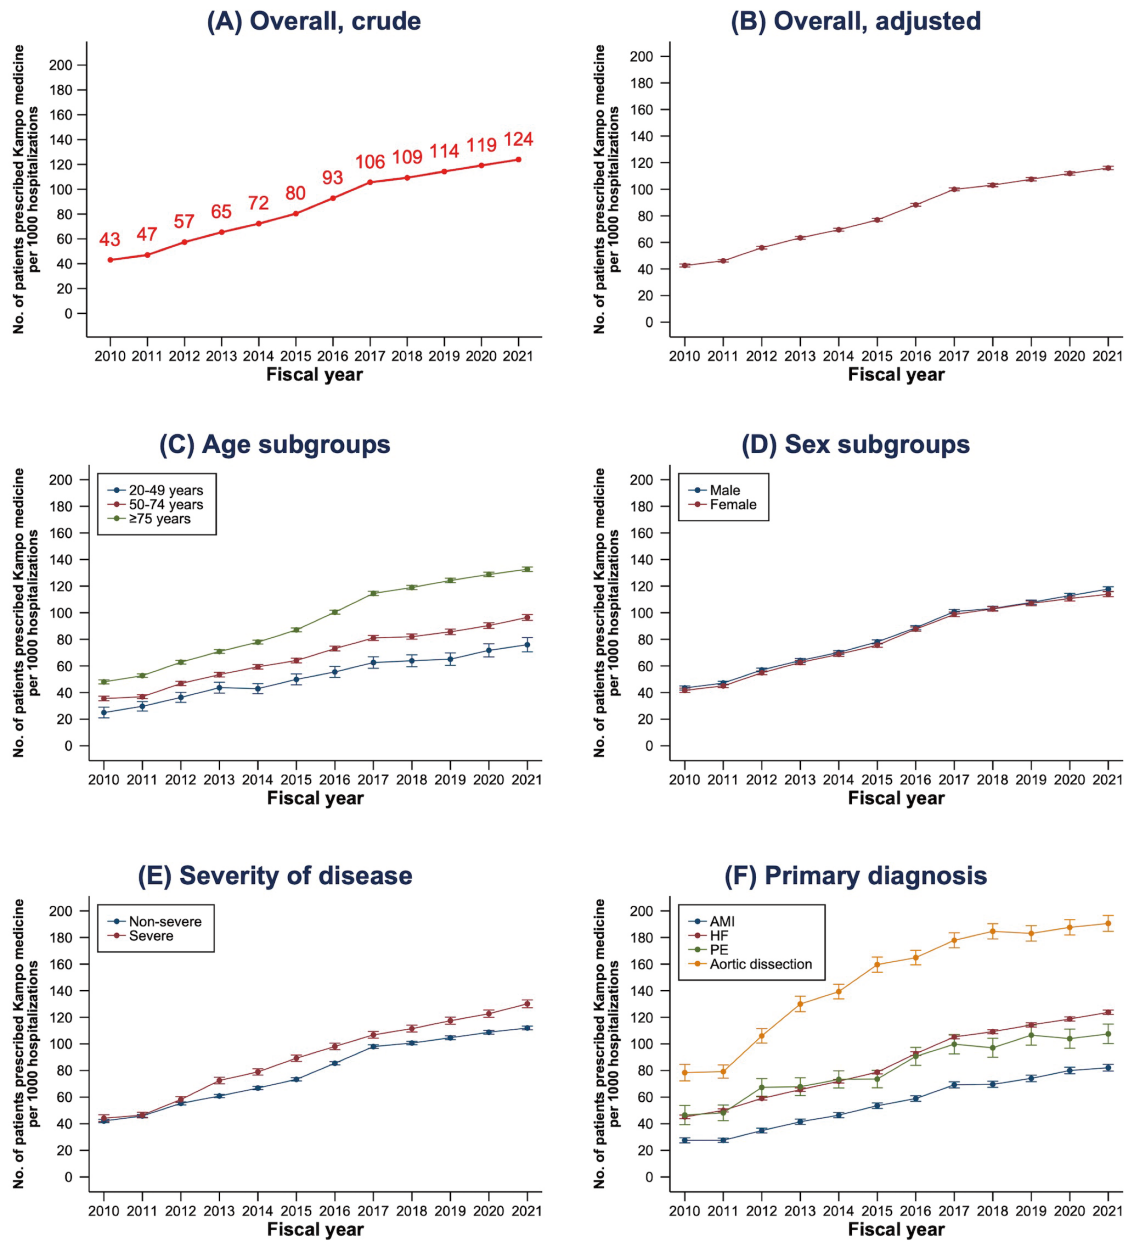 (A) Overall, crude
No. of patients prescribed Kampo medicine
per 1000 hospitalizations
200
180
160
140
120
100
80
60
40
20
0
43 47 57 65 72 80 93 106 109 114 119 124
2010 2011 2012 2013 2014 2015 2016 2017 2018 2019 2020 2021
Fiscal year
(B) Overall, adjusted
No. of patients prescribed Kampo medicine
per 1000 hospitalizations
200
180
160
140
120
100
80
60
40
20
0
2010 2011 2012 2013 2014 2015 2016 2017 2018 2019 2020 2021
Fiscal year
(C) Age subgroups
No. of patients prescribed Kampo medicine
per 1000 hospitalizations
200
180
160
140
120
100
80
60
40
20
0
20-49 years
50-74 years
≥75 years
2010 2011 2012 2013 2014 2015 2016 2017 2018 2019 2020 2021
Fiscal year
(D) Sex subgroups
No. of patients prescribed Kampo medicine
per 1000 hospitalizations
200
180
160
140
120
100
80
60
40
20
0
Male
Female
2010 2011 2012 2013 2014 2015 2016 2017 2018 2019 2020 2021
Fiscal year
(E) Severity of disease
No. of patients prescribed Kampo medicine
per 1000 hospitalizations
200
180
160
140
120
100
80
60
40
20
0
Non-severe
Severe
2010 2011 2012 2013 2014 2015 2016 2017 2018 2019 2020 2021
Fiscal year
(F) Primary diagnosis
No. of patients prescribed Kampo medicine
per 1000 hospitalizations
200
180
160
140
120
100
80
60
40
20
0
AMI
HF
PE
Aortic dissection
2010 2011 2012 2013 2014 2015 2016 2017 2018 2019 2020 2021
Fiscal year